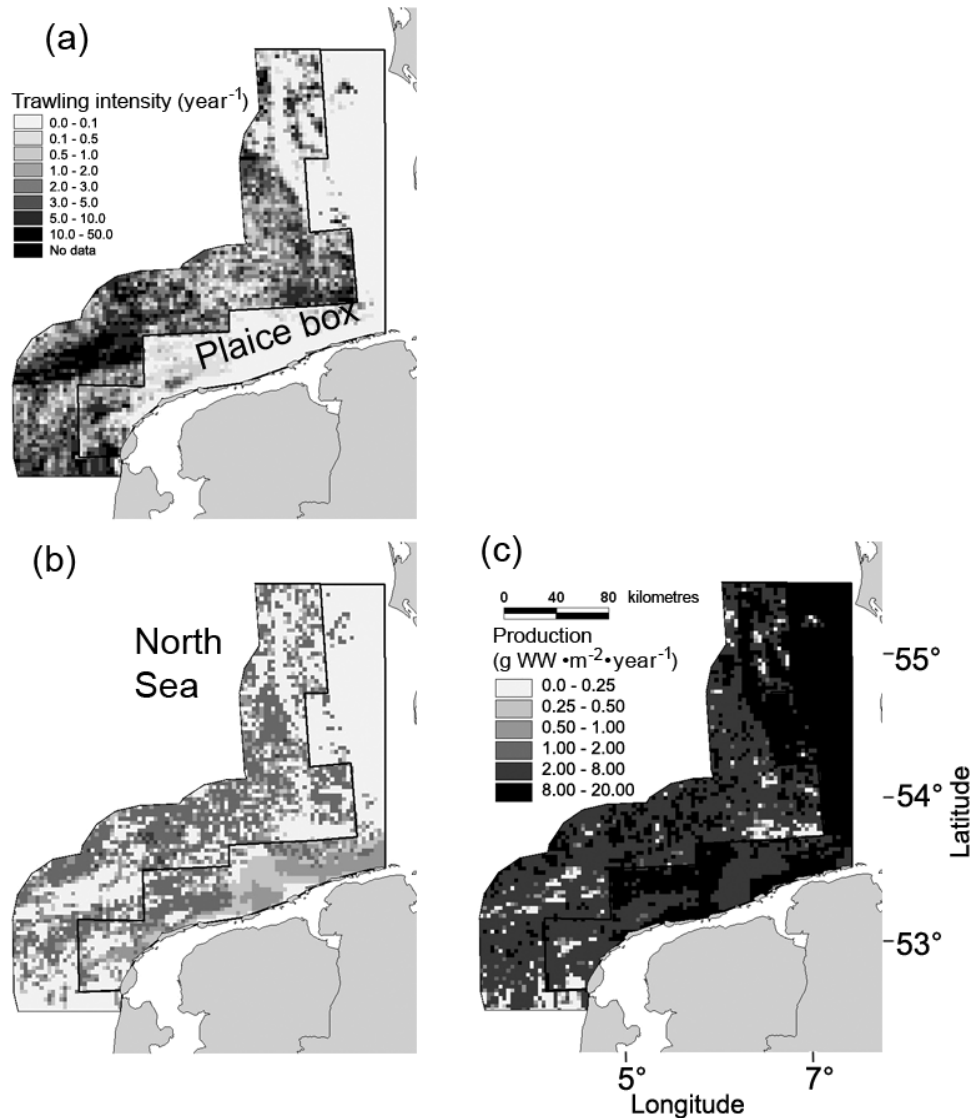 (a)
Trawling intensity (year⁻¹)
0.0 - 0.1
0.1 - 0.5
0.5 - 1.0
1.0 - 2.0
2.0 - 3.0
3.0 - 5.0
5.0 - 10.0
10.0 - 50.0
No data
Plaice box
(b)
North
Sea
(c)
0 40 80 kilometres
Production
(g WW •m⁻²•year⁻¹)
0.0 - 0.25
0.25 - 0.50
0.50 - 1.00
1.00 - 2.00
2.00 - 8.00
8.00 - 20.00
55°
54°
53°
Latitude
5° 7°
Longitude